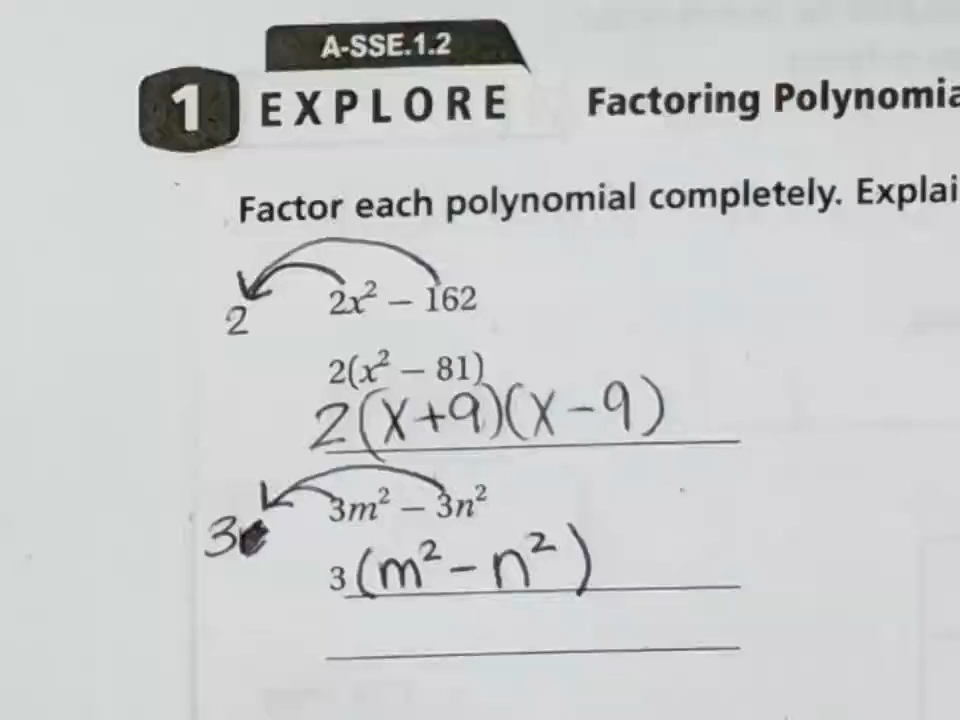 A-SSE.1.2
1 EXPLORE Factoring Polynomia
Factor each polynomial completely. Explai
2 2x² – 162
2(x² – 81)
2(x+9)(x-9)
3 3m² – 3n²
3(m²-n²)